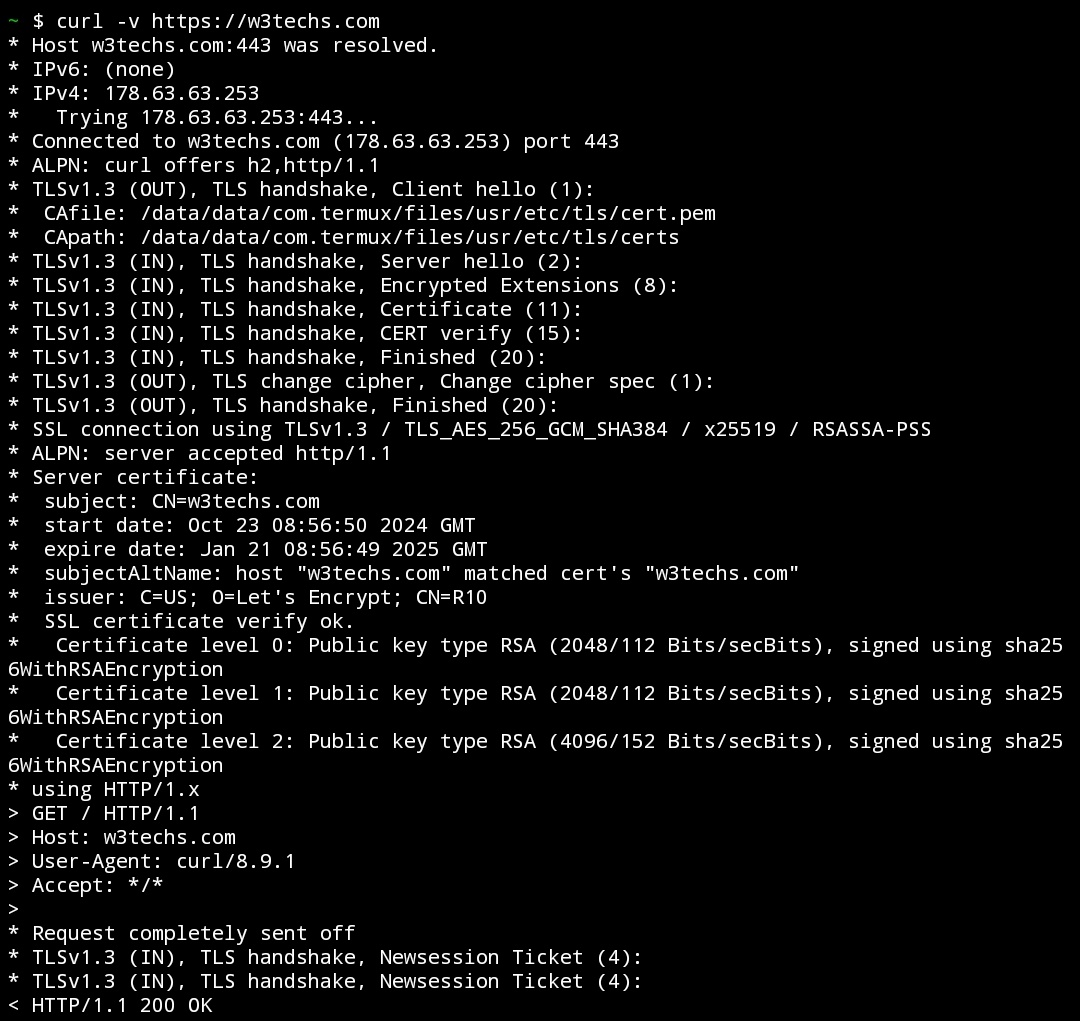 ~ $ curl -v https://w3techs.com
* Host w3techs.com:443 was resolved.
* IPv6: (none)
* IPv4: 178.63.63.253
*   Trying 178.63.63.253:443...
* Connected to w3techs.com (178.63.63.253) port 443
* ALPN: curl offers h2,http/1.1
* TLSv1.3 (OUT), TLS handshake, Client hello (1):
*  CAfile: /data/data/com.termux/files/usr/etc/tls/cert.pem
*  CApath: /data/data/com.termux/files/usr/etc/tls/certs
* TLSv1.3 (IN), TLS handshake, Server hello (2):
* TLSv1.3 (IN), TLS handshake, Encrypted Extensions (8):
* TLSv1.3 (IN), TLS handshake, Certificate (11):
* TLSv1.3 (IN), TLS handshake, CERT verify (15):
* TLSv1.3 (IN), TLS handshake, Finished (20):
* TLSv1.3 (OUT), TLS change cipher, Change cipher spec (1):
* TLSv1.3 (OUT), TLS handshake, Finished (20):
* SSL connection using TLSv1.3 / TLS_AES_256_GCM_SHA384 / x25519 / RSASSA-PSS
* ALPN: server accepted http/1.1
* Server certificate:
*  subject: CN=w3techs.com
*  start date: Oct 23 08:56:50 2024 GMT
*  expire date: Jan 21 08:56:49 2025 GMT
*  subjectAltName: host "w3techs.com" matched cert's "w3techs.com"
*  issuer: C=US; O=Let's Encrypt; CN=R10
*  SSL certificate verify ok.
*   Certificate level 0: Public key type RSA (2048/112 Bits/secBits), signed using sha25
6WithRSAEncryption
*   Certificate level 1: Public key type RSA (2048/112 Bits/secBits), signed using sha25
6WithRSAEncryption
*   Certificate level 2: Public key type RSA (4096/152 Bits/secBits), signed using sha25
6WithRSAEncryption
* using HTTP/1.x
> GET / HTTP/1.1
> Host: w3techs.com
> User-Agent: curl/8.9.1
> Accept: */*
>
* Request completely sent off
* TLSv1.3 (IN), TLS handshake, Newsession Ticket (4):
* TLSv1.3 (IN), TLS handshake, Newsession Ticket (4):
< HTTP/1.1 200 OK